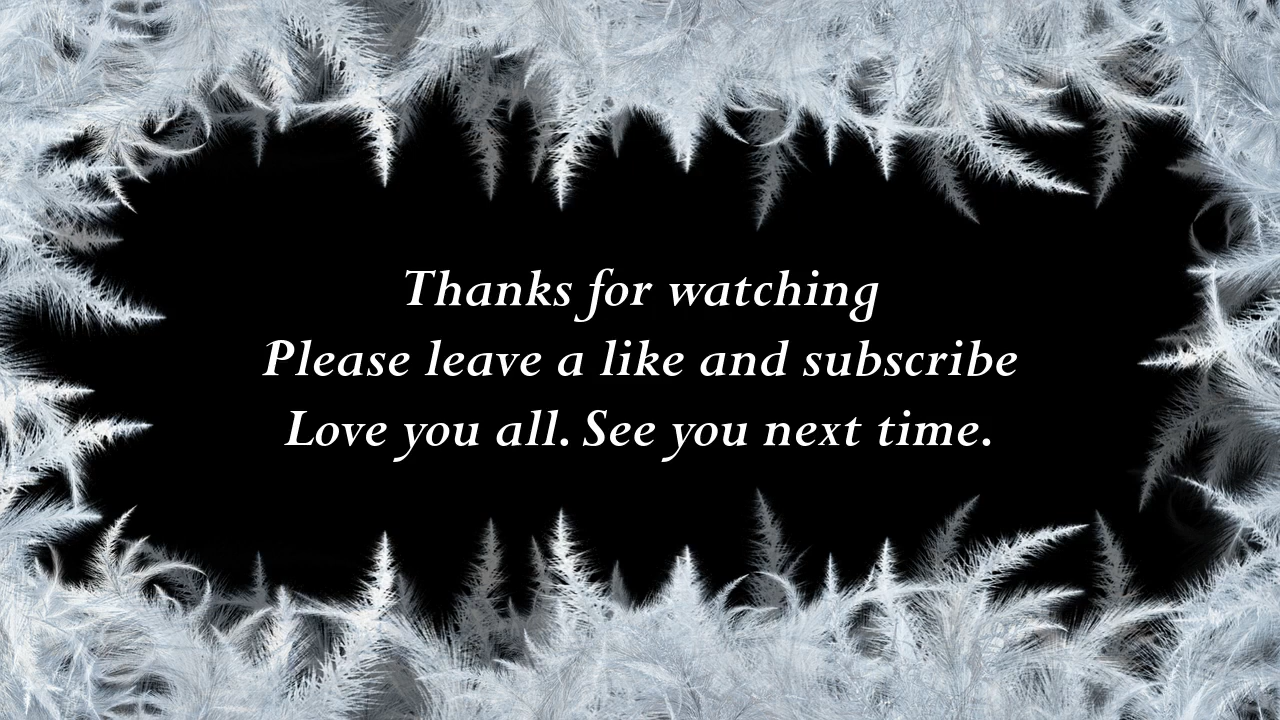 Thanks for watching
Please leave a like and subscribe
Love you all. See you next time.